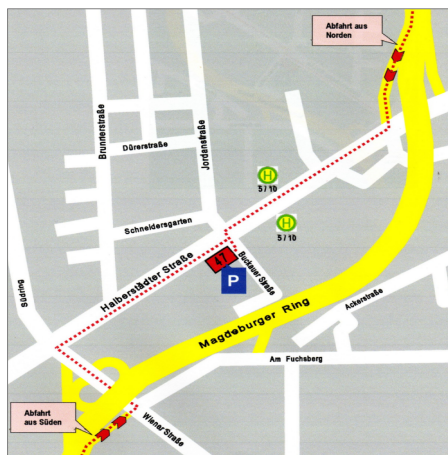 Abfahrt aus
Norden
Brunnerstraße
Jordanstraße
Dürerstraße
H
5 / 10
Schneidersgarten
H
5 / 10
Halberstädter Straße
47
Buckauer Straße
P
Südring
Magdeburger Ring
Ackerstraße
Am Fuchsberg
Abfahrt
aus Süden
Wiener Straße